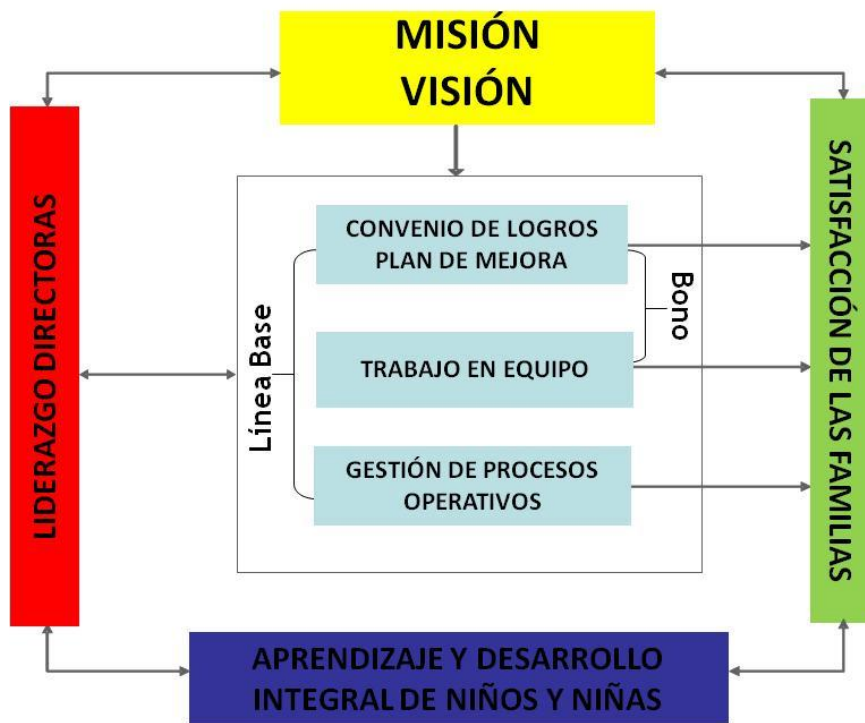 MISIÓN
VISIÓN
LIDERAZGO DIRECTORAS
Línea Base
CONVENIO DE LOGROS
PLAN DE MEJORA
TRABAJO EN EQUIPO
GESTIÓN DE PROCESOS
OPERATIVOS
Bono
SATISFACCIÓN DE LAS FAMILIAS
APRENDIZAJE Y DESARROLLO
INTEGRAL DE NIÑOS Y NIÑAS